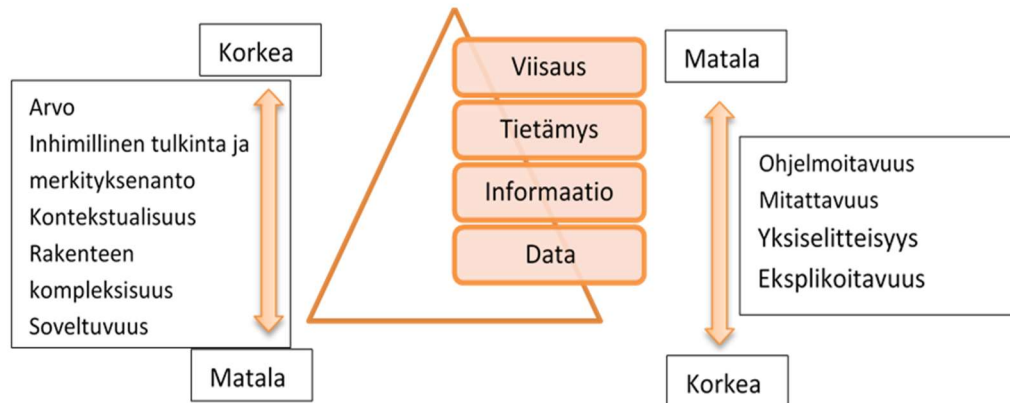 Korkea
Arvo
Inhimillinen tulkinta ja
merkityksenanto
Kontekstualisuus
Rakenteen
kompleksisuus
Soveltuvuus
Matala
Viisaus
Tietämys
Informaatio
Data
Matala
Ohjelmoitavuus
Mitattavuus
Yksiselitteisyys
Eksplikoitavuus
Korkea